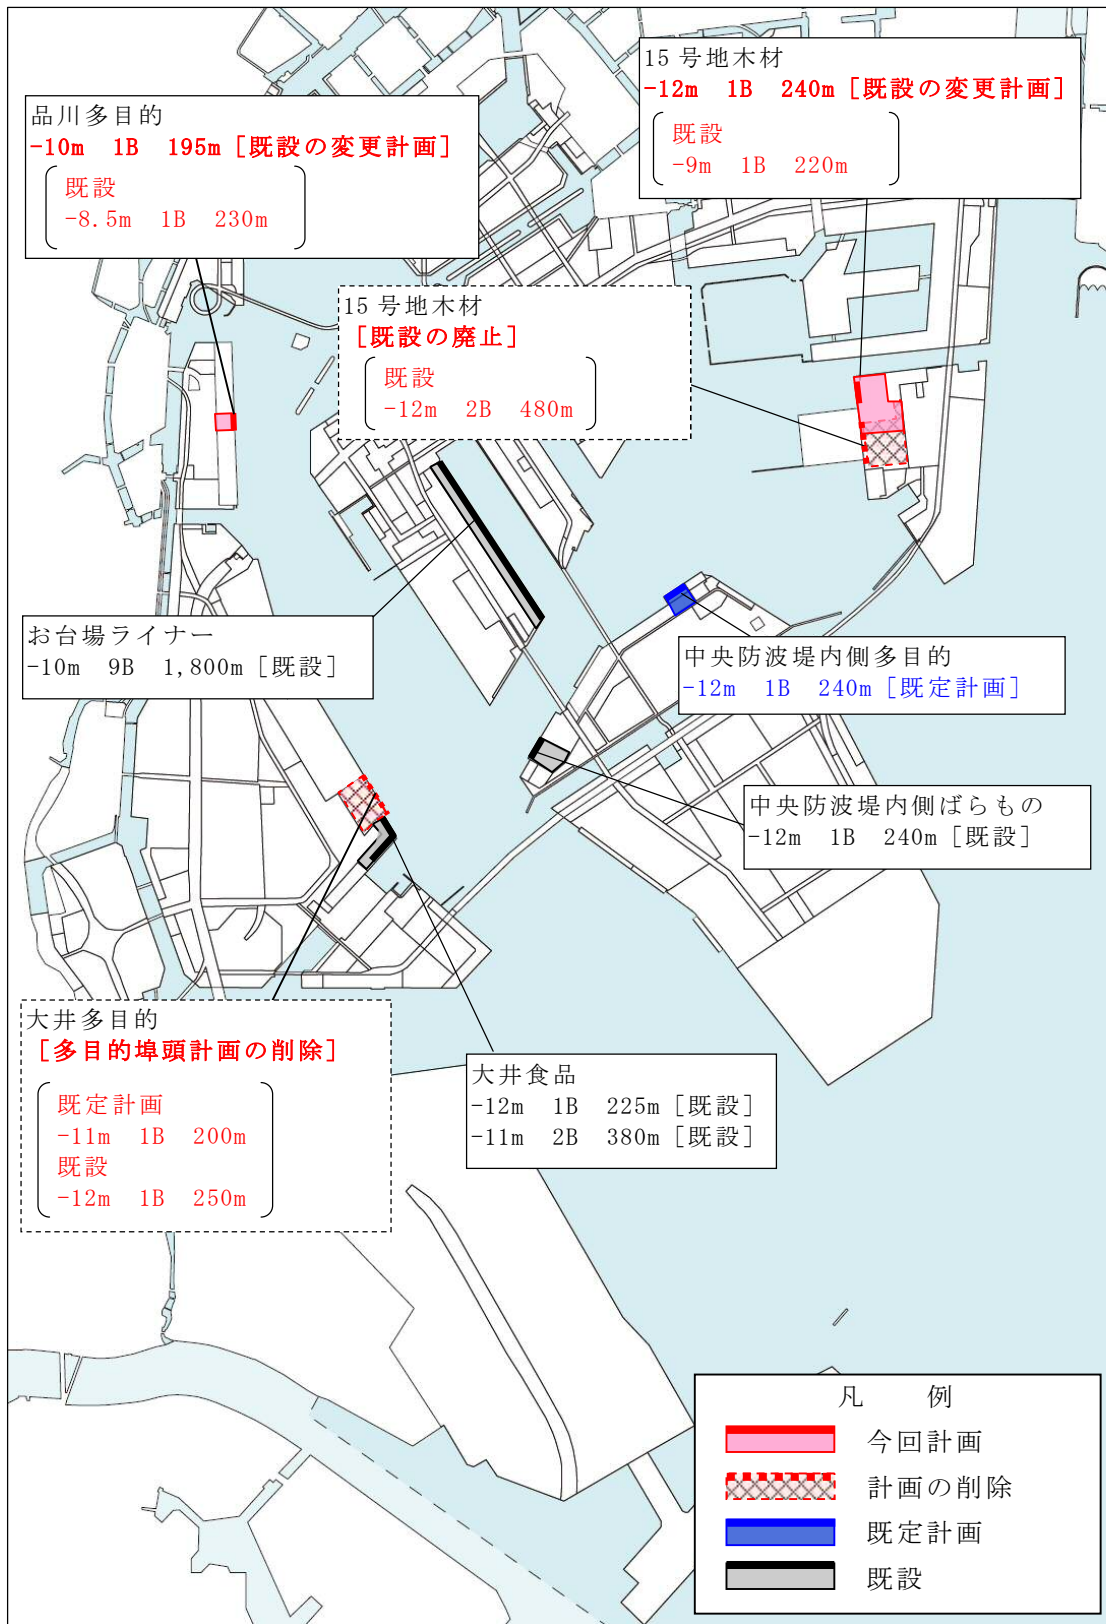 15号地木材
-12m 1B 240m［既設の変更計画］
既設
-9m 1B 220m
品川多目的
-10m 1B 195m［既設の変更計画］
既設
-8.5m 1B 230m
15号地木材
［既設の廃止］
既設
-12m 2B 480m
お台場ライナー
-10m 9B 1,800m［既設］
中央防波堤内側多目的
-12m 1B 240m［既定計画］
中央防波堤内側ばらもの
-12m 1B 240m［既設］
大井多目的
［多目的埠頭計画の削除］
既定計画
-11m 1B 200m
既設
-12m 1B 250m
大井食品
-12m 1B 225m［既設］
-11m 2B 380m［既設］
凡 例
今回計画
計画の削除
既定計画
既設